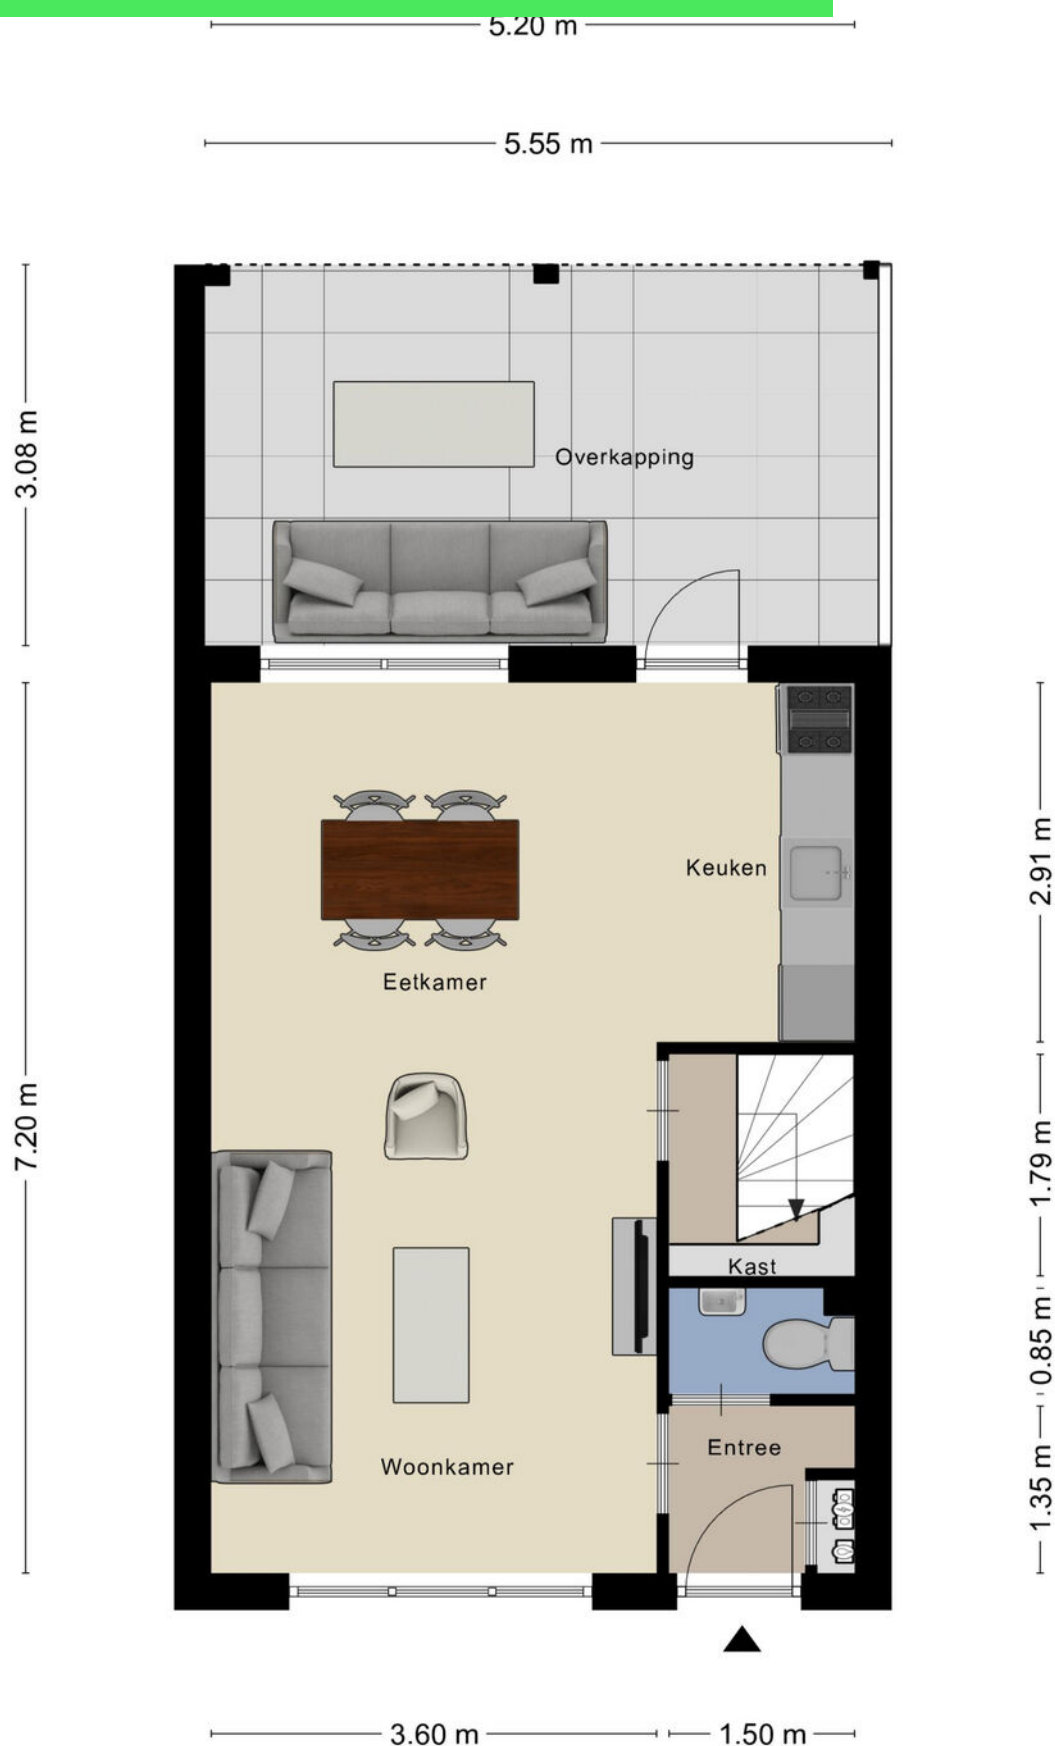 5.20 m
5.55 m
3.08 m
Overkapping
2.91 m
Keuken
Eetkamer
7.20 m
1.79 m
Kast
0.85 m
Entree
Woonkamer
1.35 m
3.60 m
1.50 m